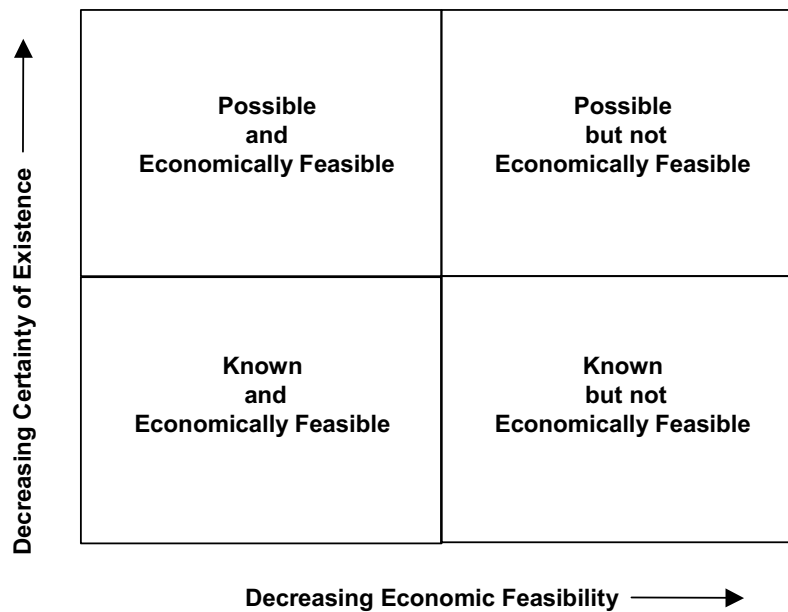 Possible
and
Economically Feasible
Possible
but not
Economically Feasible
Known
and
Economically Feasible
Known
but not
Economically Feasible
Decreasing Certainty of Existence
Decreasing Economic Feasibility